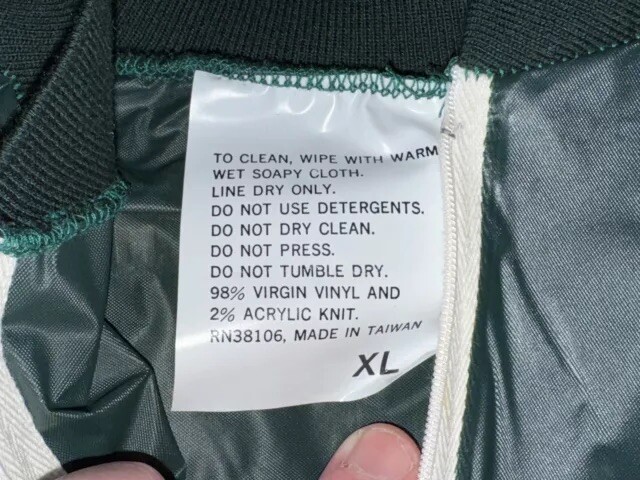 TO CLEAN, WIPE WITH WARM
WET SOAPY CLOTH.
LINE DRY ONLY.
DO NOT USE DETERGENTS.
DO NOT DRY CLEAN.
DO NOT PRESS.
DO NOT TUMBLE DRY.
98% VIRGIN VINYL AND
2% ACRYLIC KNIT.
RN38106, MADE IN TAIWAN
XL